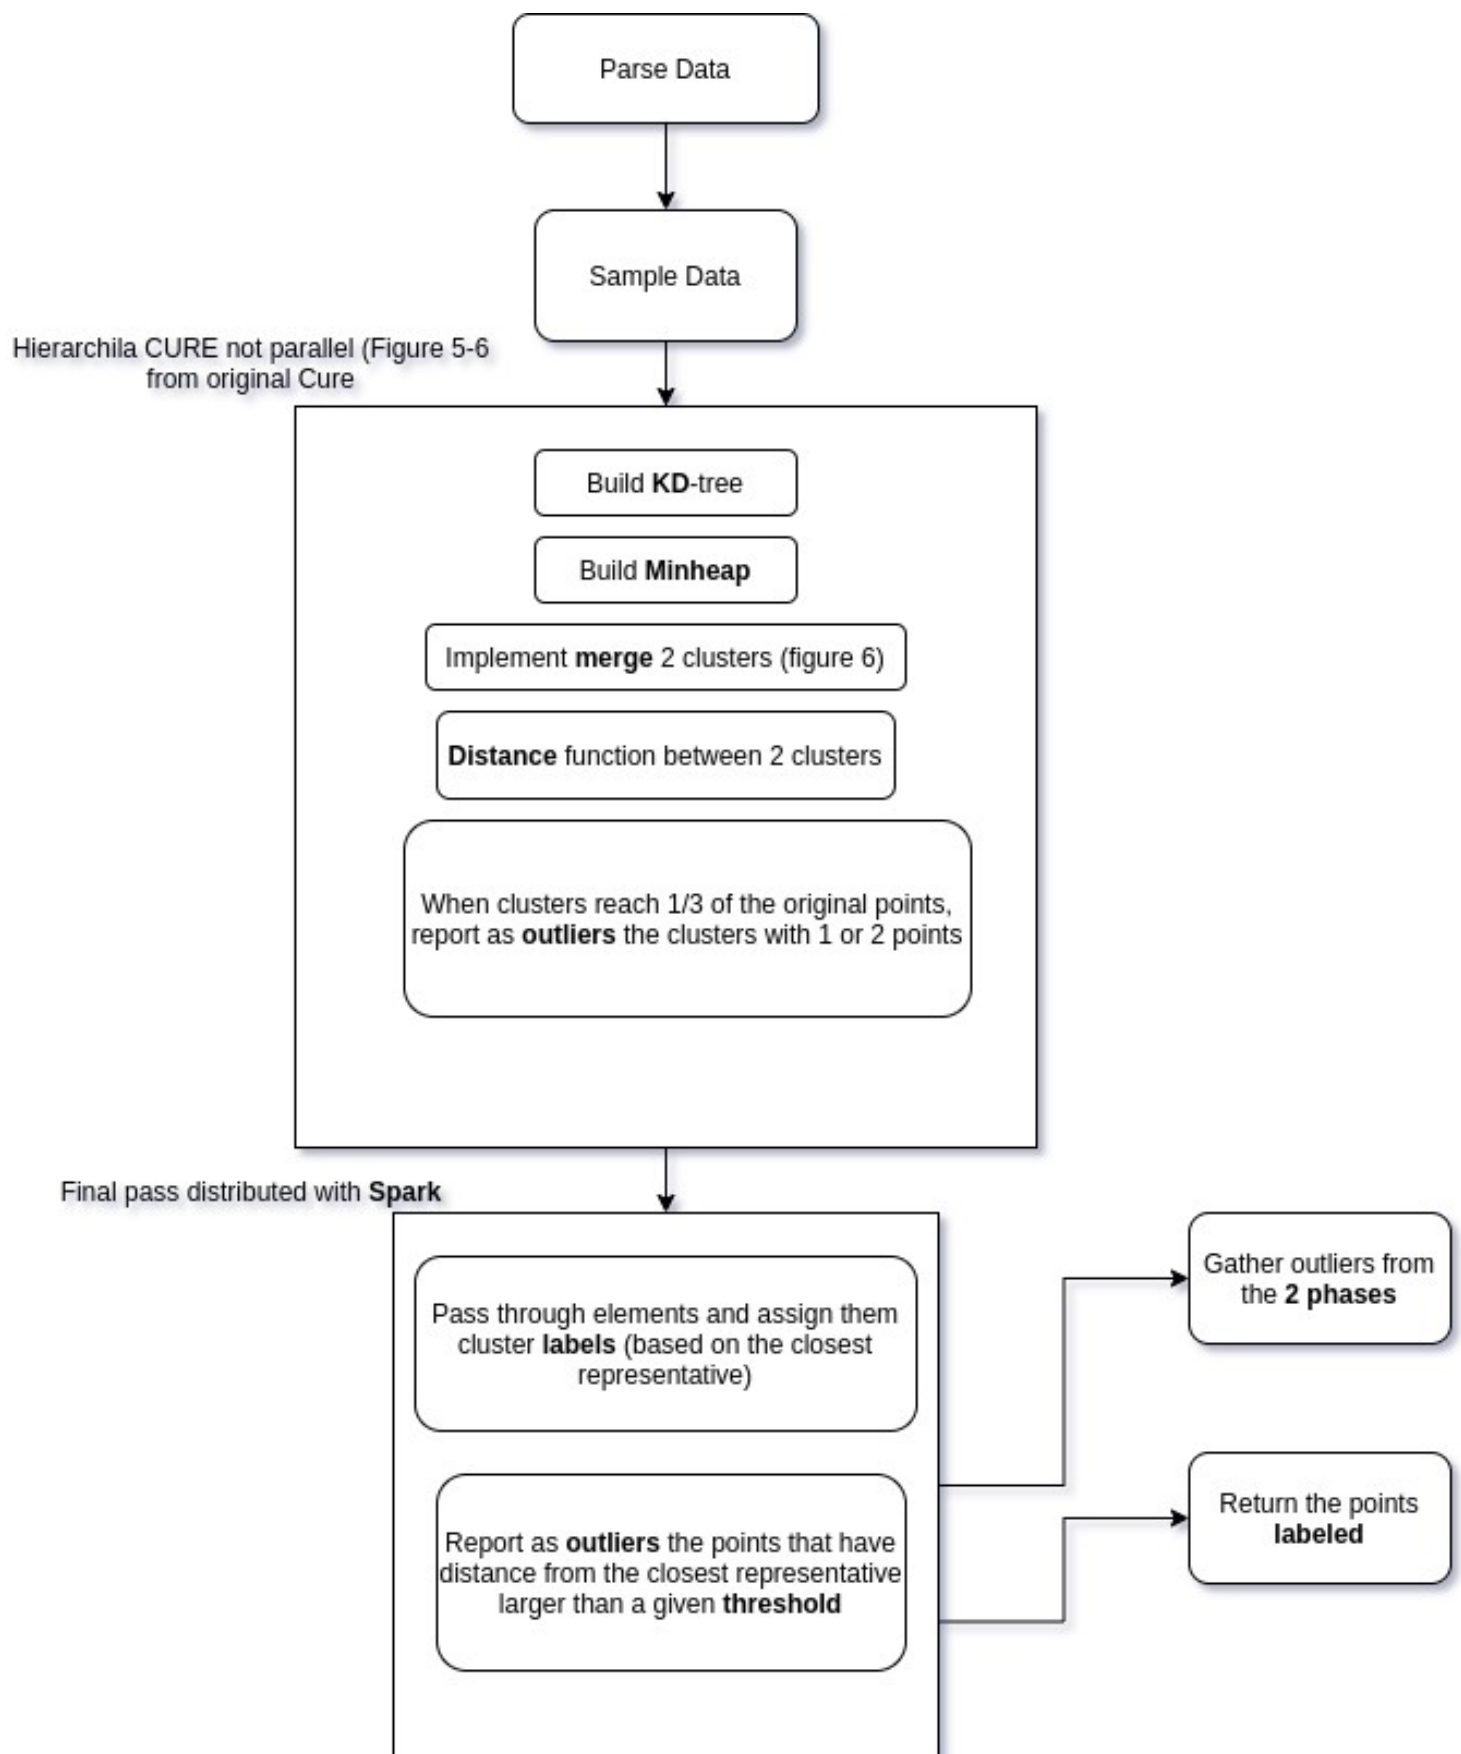 Parse Data
Sample Data
Hierarchila CURE not parallel (Figure 5-6
from original Cure
Build KD-tree
Build Minheap
Implement merge 2 clusters (figure 6)
Distance function between 2 clusters
When clusters reach 1/3 of the original points,
report as outliers the clusters with 1 or 2 points
Final pass distributed with Spark
Pass through elements and assign them
cluster labels (based on the closest
representative)
Report as outliers the points that have
distance from the closest representative
larger than a given threshold
Gather outliers from
the 2 phases
Return the points
labeled